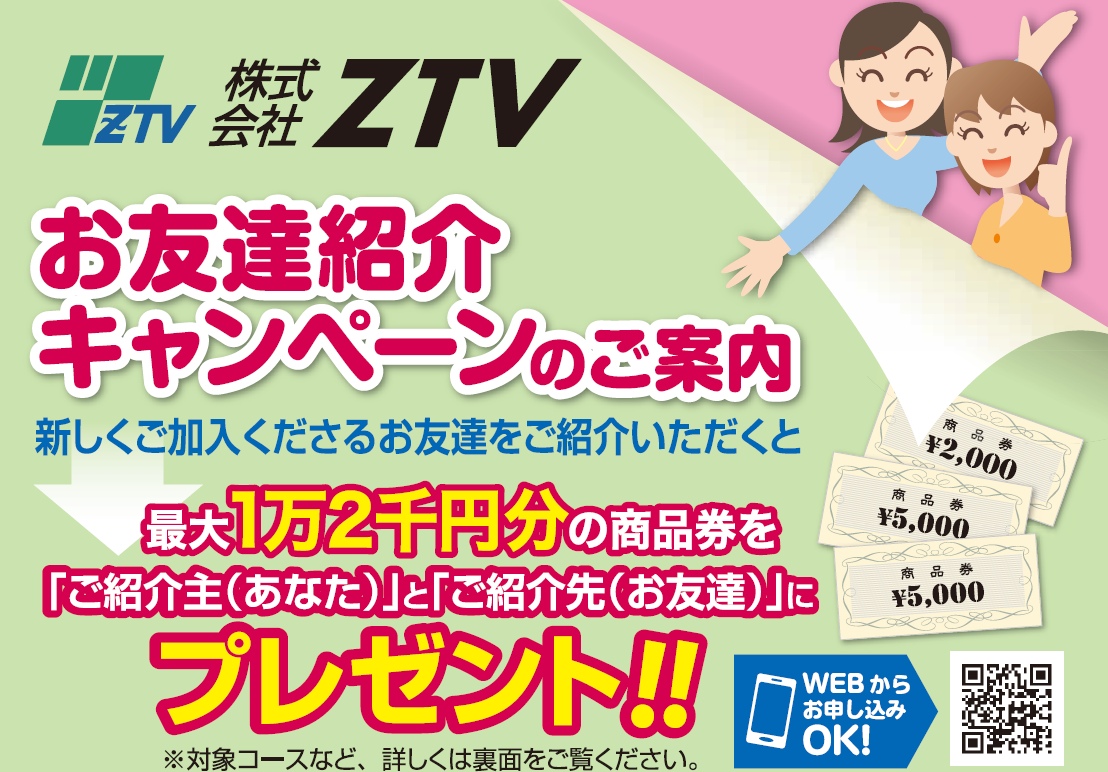 ZTV
株式会社 ZTV
お友達紹介
キャンペーンのご案内
新しくご加入くださるお友達をご紹介いただくと
最大1万2千円分の商品券を
「ご紹介主(あなた)」と「ご紹介先(お友達)」に
プレゼント!!
※対象コースなど、詳しくは裏面をご覧ください。
商品券
¥2,000
商品券
¥5,000
商品券
¥5,000
WEBから
お申し込み
OK!